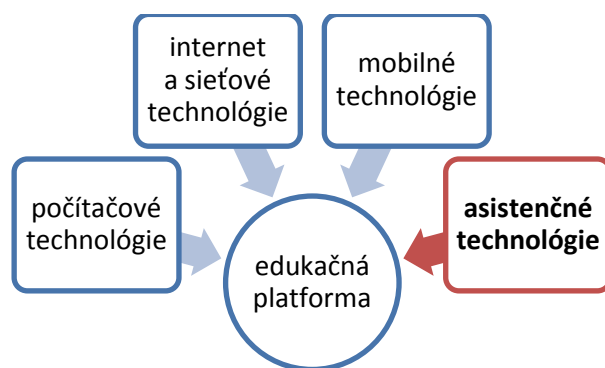 internet
a sieťové
technológie
mobilné
technológie
počítačové
technológie
asistenčné
technológie
edukačná
platforma